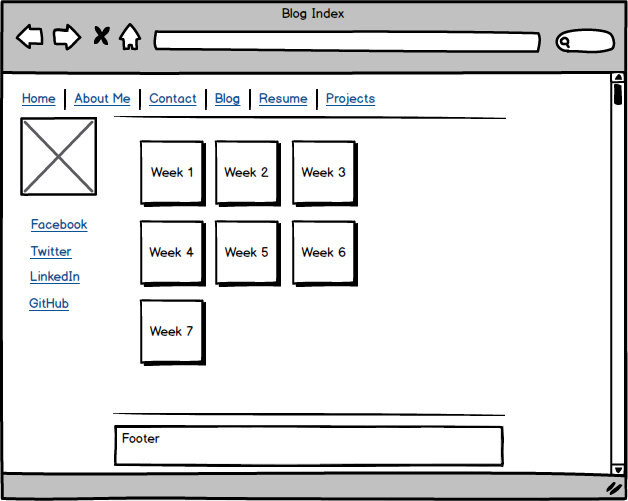 Blog Index
Home About Me Contact Blog Resume Projects
Week 1 Week 2 Week 3
Facebook
Twitter
LinkedIn
GitHub
Week 4 Week 5 Week 6
Week 7
Footer